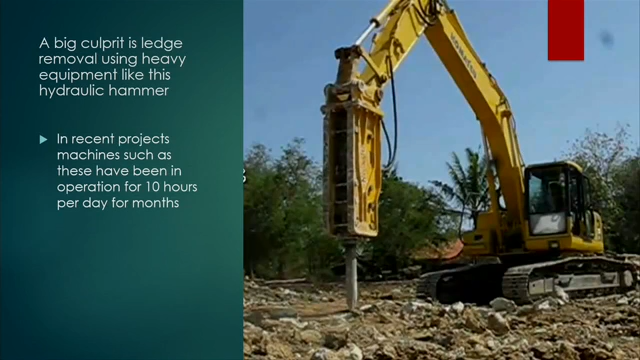 A big culprit is ledge
removal using heavy
equipment like this
hydraulic hammer
In recent projects
machines such as
these have been in
operation for 10 hours
per day for months
KOMATSU